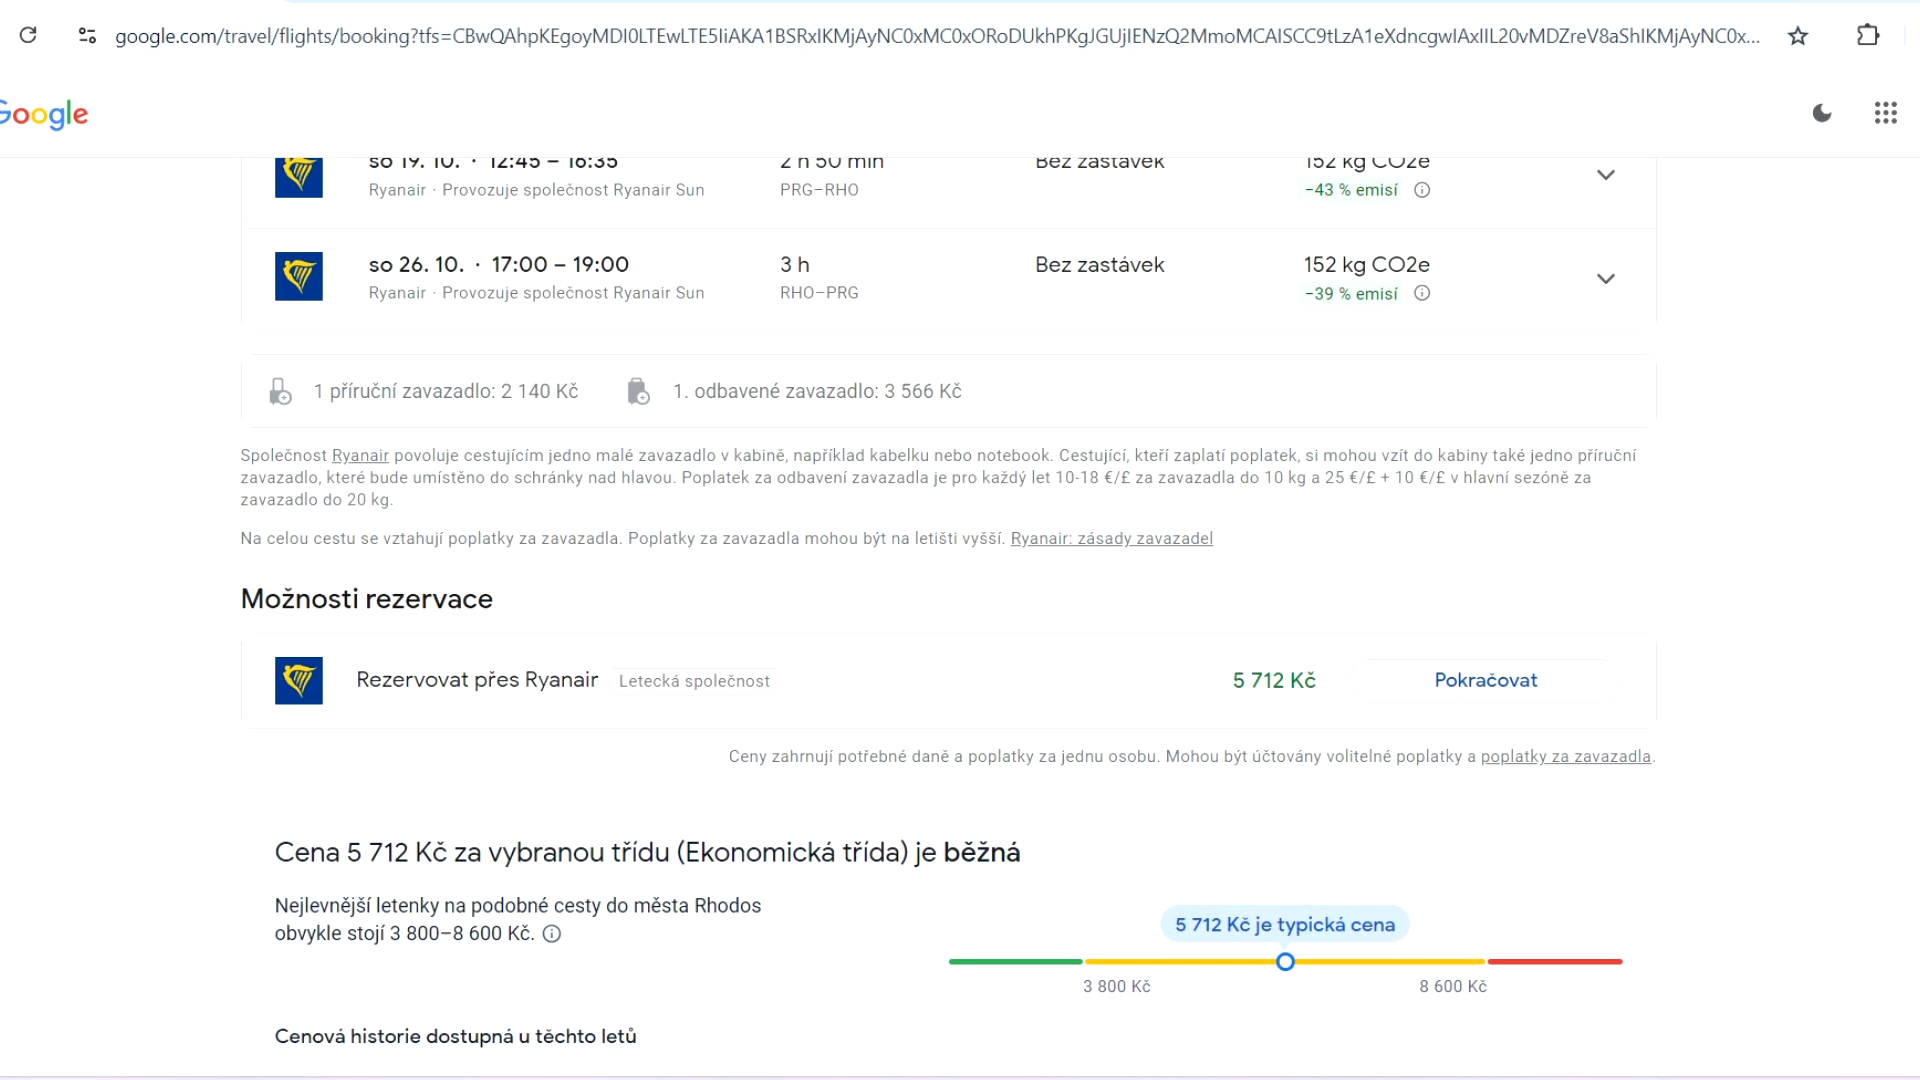 google.com/travel/flights/booking?tfs=CBwQAhpKEgoyMDI0LTEwLTE5IiAKA1BSRxIKMjAyNC0xMC0xORoDUkhPKgJGUjIENzQ2MmoMCAISCC9tLzA1eXdncgwIAxIIL20vMDZreV8aShIKMjAyNC0x...
Google
so 19. 10. · 12:45 – 16:35
2 h 50 min
Bez zastávek
152 kg CO2e
Ryanair · Provozuje společnost Ryanair Sun
PRG–RHO
−43 % emisí
so 26. 10. · 17:00 – 19:00
3 h
Bez zastávek
152 kg CO2e
Ryanair · Provozuje společnost Ryanair Sun
RHO–PRG
−39 % emisí
1 příruční zavazadlo: 2 140 Kč
1. odbavené zavazadlo: 3 566 Kč
Společnost Ryanair povoluje cestujícím jedno malé zavazadlo v kabině, například kabelku nebo notebook. Cestující, kteří zaplatí poplatek, si mohou vzít do kabiny také jedno příruční
zavazadlo, které bude umístěno do schránky nad hlavou. Poplatek za odbavení zavazadla je pro každý let 10-18 €/£ za zavazadla do 10 kg a 25 €/£ + 10 €/£ v hlavní sezóně za
zavazadlo do 20 kg.
Na celou cestu se vztahují poplatky za zavazadla. Poplatky za zavazadla mohou být na letišti vyšší. Ryanair: zásady zavazadel
Možnosti rezervace
Rezervovat přes Ryanair
Letecká společnost
5 712 Kč
Pokračovat
Ceny zahrnují potřebné daně a poplatky za jednu osobu. Mohou být účtovány volitelné poplatky a poplatky za zavazadla.
Cena 5 712 Kč za vybranou třídu (Ekonomická třída) je běžná
Nejlevnější letenky na podobné cesty do města Rhodos
obvykle stojí 3 800–8 600 Kč.
5 712 Kč je typická cena
3 800 Kč
8 600 Kč
Cenová historie dostupná u těchto letů